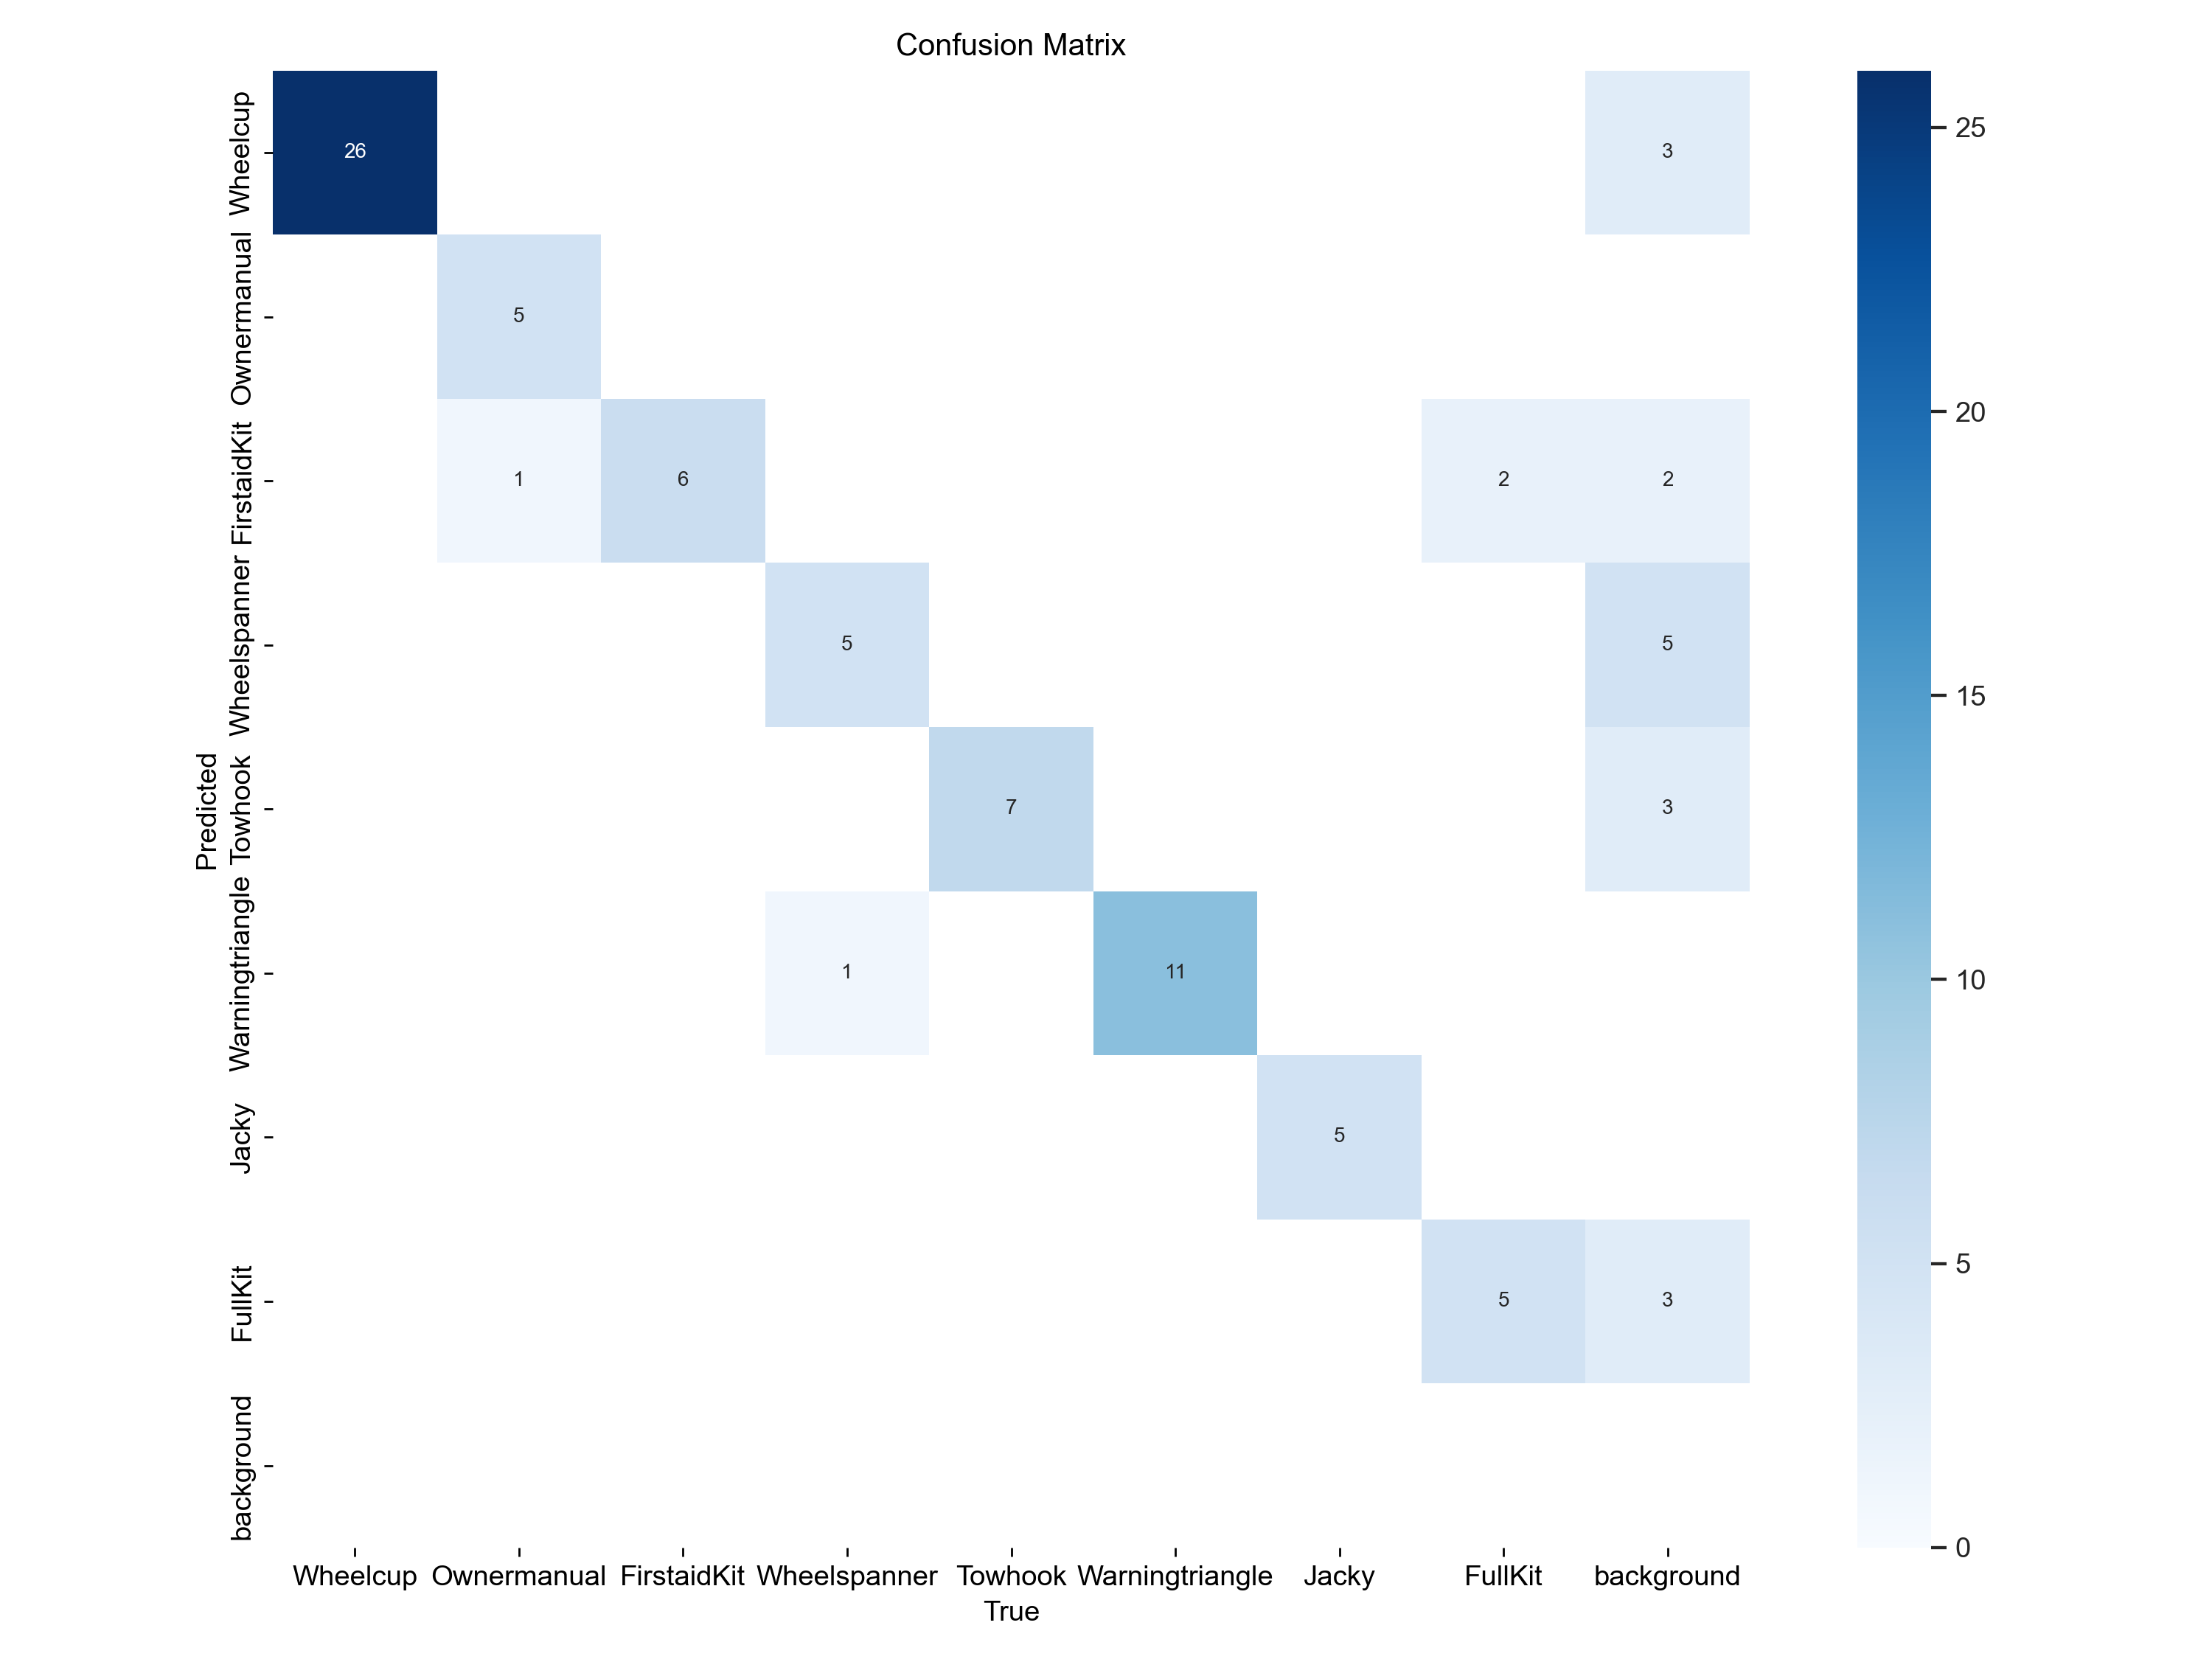 Confusion Matrix
Wheelcup
26
3
25
Ownermanual
5
20
FirstaidKit
1
6
2
2
Wheelspanner
5
5
15
Predicted
Towhook
7
3
Warningtriangle
1
11
10
Jacky
5
FullKit
5
3
5
background
0
Wheelcup Ownermanual FirstaidKit Wheelspanner Towhook Warningtriangle Jacky FullKit background
True